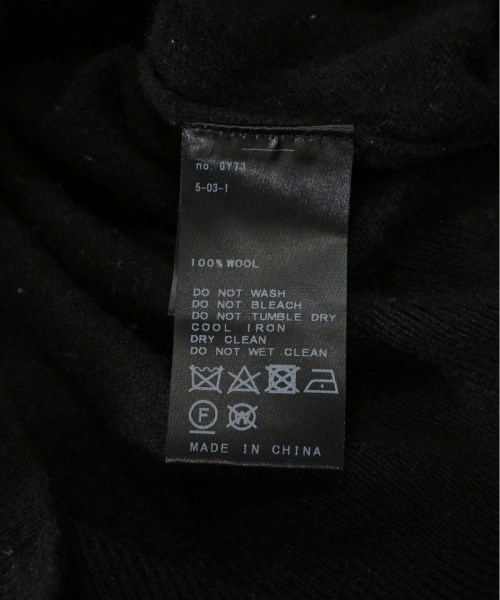 no. GY73
5-03-1
100% WOOL
DO NOT WASH
DO NOT BLEACH
DO NOT TUMBLE DRY
COOL IRON
DRY CLEAN
DO NOT WET CLEAN
F W
MADE IN CHINA